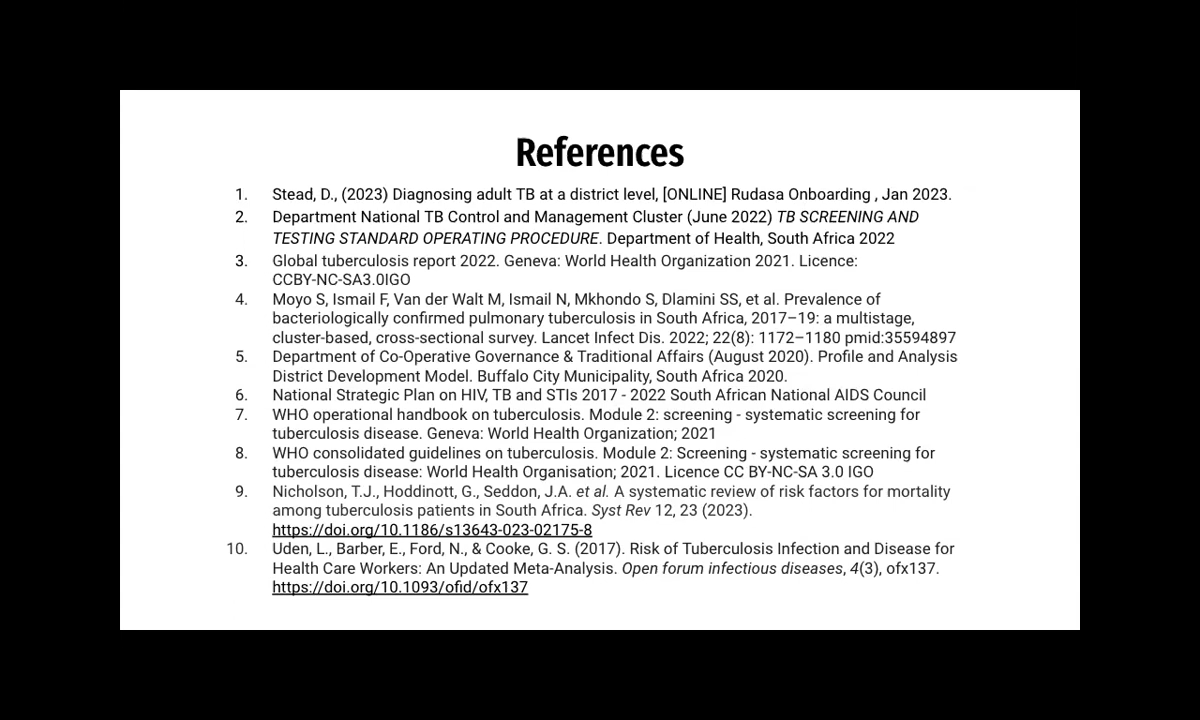 References
1. Stead, D., (2023) Diagnosing adult TB at a district level, [ONLINE] Rudasa Onboarding , Jan 2023.
2. Department National TB Control and Management Cluster (June 2022) TB SCREENING AND
TESTING STANDARD OPERATING PROCEDURE. Department of Health, South Africa 2022
3. Global tuberculosis report 2022. Geneva: World Health Organization 2021. Licence:
CCBY-NC-SA3.0IGO
4. Moyo S, Ismail F, Van der Walt M, Ismail N, Mkhondo S, Dlamini SS, et al. Prevalence of
bacteriologically confirmed pulmonary tuberculosis in South Africa, 2017–19: a multistage,
cluster-based, cross-sectional survey. Lancet Infect Dis. 2022; 22(8): 1172–1180 pmid:35594897
5. Department of Co-Operative Governance & Traditional Affairs (August 2020). Profile and Analysis
District Development Model. Buffalo City Municipality, South Africa 2020.
6. National Strategic Plan on HIV, TB and STIs 2017 - 2022 South African National AIDS Council
7. WHO operational handbook on tuberculosis. Module 2: screening - systematic screening for
tuberculosis disease. Geneva: World Health Organization; 2021
8. WHO consolidated guidelines on tuberculosis. Module 2: Screening - systematic screening for
tuberculosis disease: World Health Organisation; 2021. Licence CC BY-NC-SA 3.0 IGO
9. Nicholson, T.J., Hoddinott, G., Seddon, J.A. et al. A systematic review of risk factors for mortality
among tuberculosis patients in South Africa. Syst Rev 12, 23 (2023).
https://doi.org/10.1186/s13643-023-02175-8
10. Uden, L., Barber, E., Ford, N., & Cooke, G. S. (2017). Risk of Tuberculosis Infection and Disease for
Health Care Workers: An Updated Meta-Analysis. Open forum infectious diseases, 4(3), ofx137.
https://doi.org/10.1093/ofid/ofx137